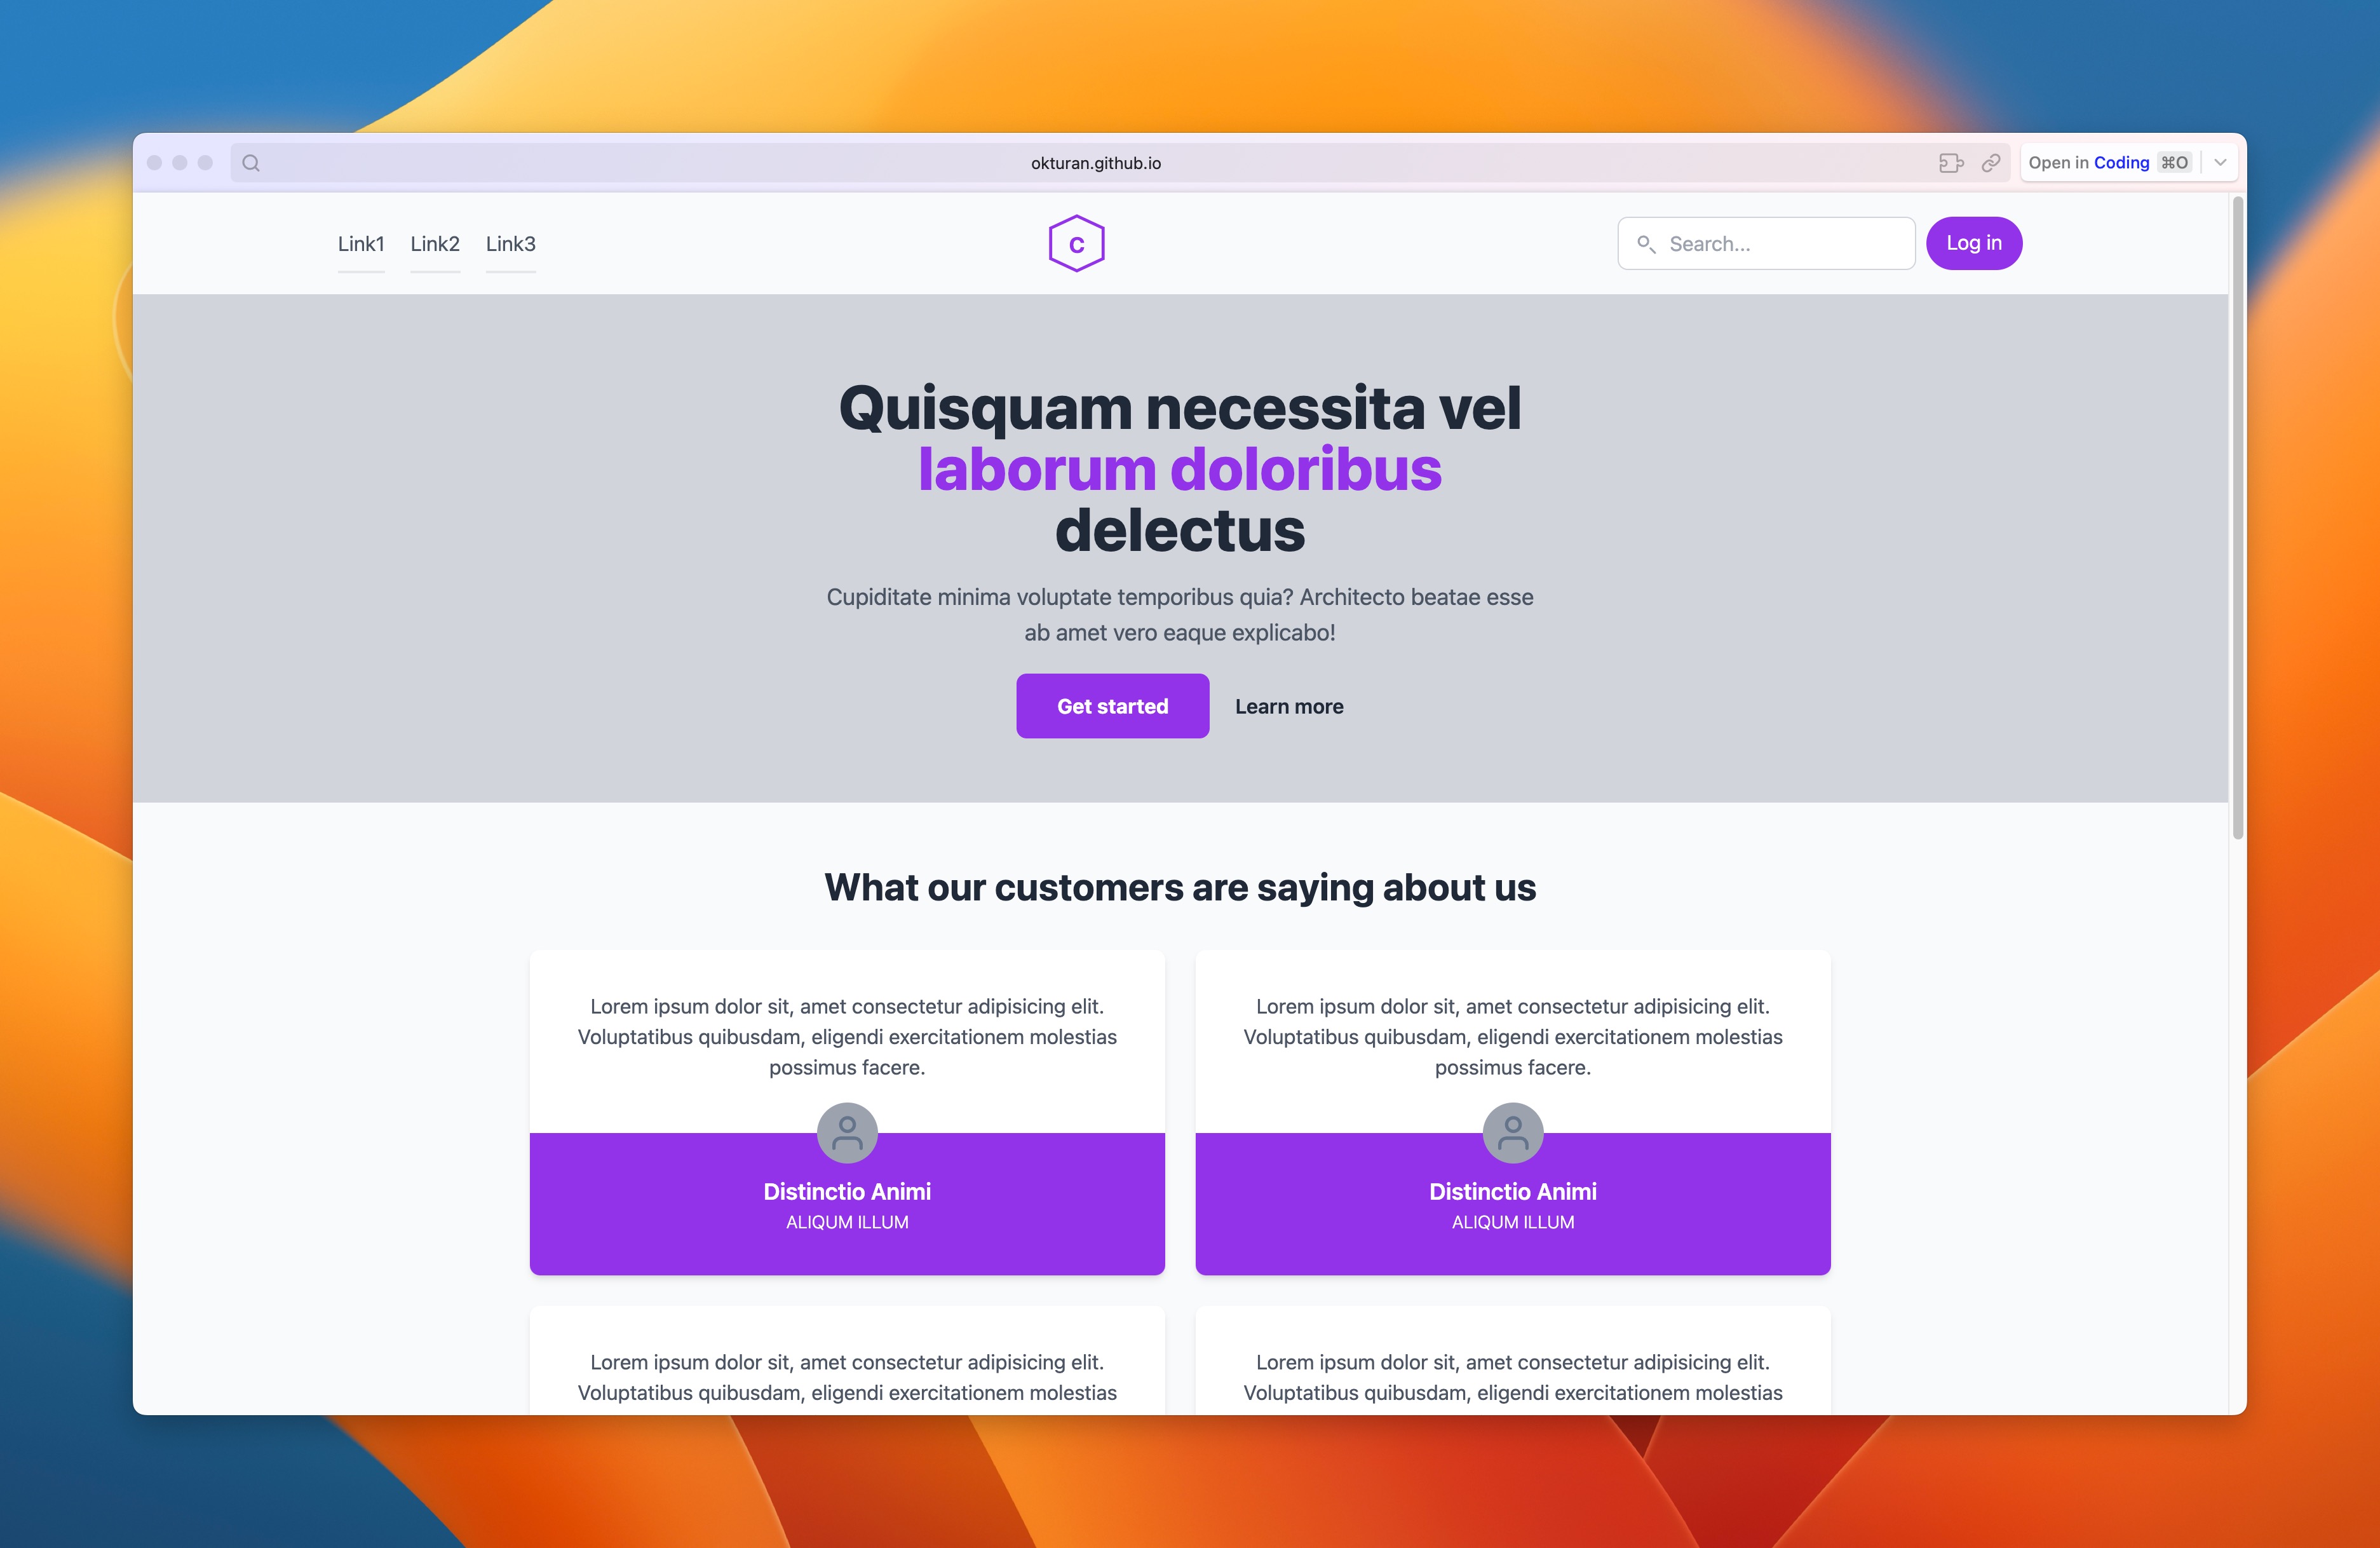 okturan.github.io
Open in Coding ⌘O
Link1 Link2 Link3
C
Search...
Log in
Quisquam necessita vel
laborum doloribus
delectus
Cupiditate minima voluptate temporibus quia? Architecto beatae esse
ab amet vero eaque explicabo!
Get started
Learn more
What our customers are saying about us
Lorem ipsum dolor sit, amet consectetur adipisicing elit.
Voluptatibus quibusdam, eligendi exercitationem molestias
possimus facere.
Distinctio Animi
ALIQUM ILLUM
Lorem ipsum dolor sit, amet consectetur adipisicing elit.
Voluptatibus quibusdam, eligendi exercitationem molestias
possimus facere.
Distinctio Animi
ALIQUM ILLUM
Lorem ipsum dolor sit, amet consectetur adipisicing elit.
Voluptatibus quibusdam, eligendi exercitationem molestias
Lorem ipsum dolor sit, amet consectetur adipisicing elit.
Voluptatibus quibusdam, eligendi exercitationem molestias